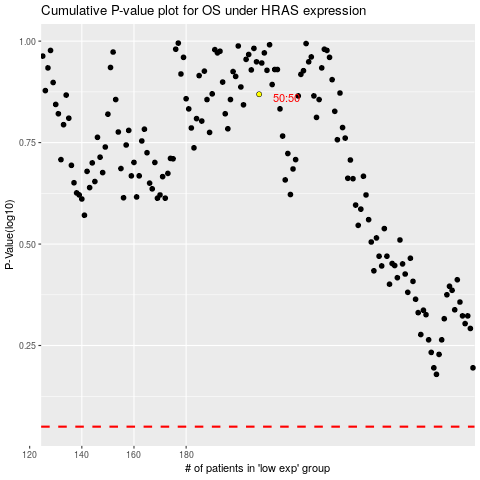 Cumulative P-value plot for OS under HRAS expression
1.00
0.75
0.50
0.25
P-Value(log10)
50:50
120 140 160 180
# of patients in 'low exp' group